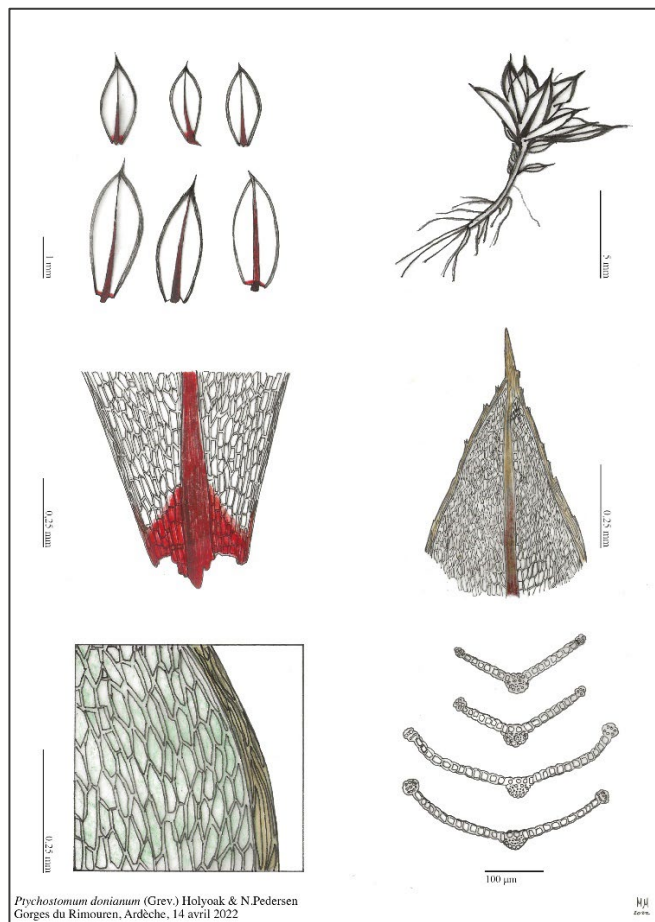 1 mm
5 mm
0,25 mm
0,25 mm
0,25 mm
100 µm
Ptychostomum donianum (Grev.) Holyoak & N.Pedersen
Gorges du Rimouren, Ardèche, 14 avril 2022